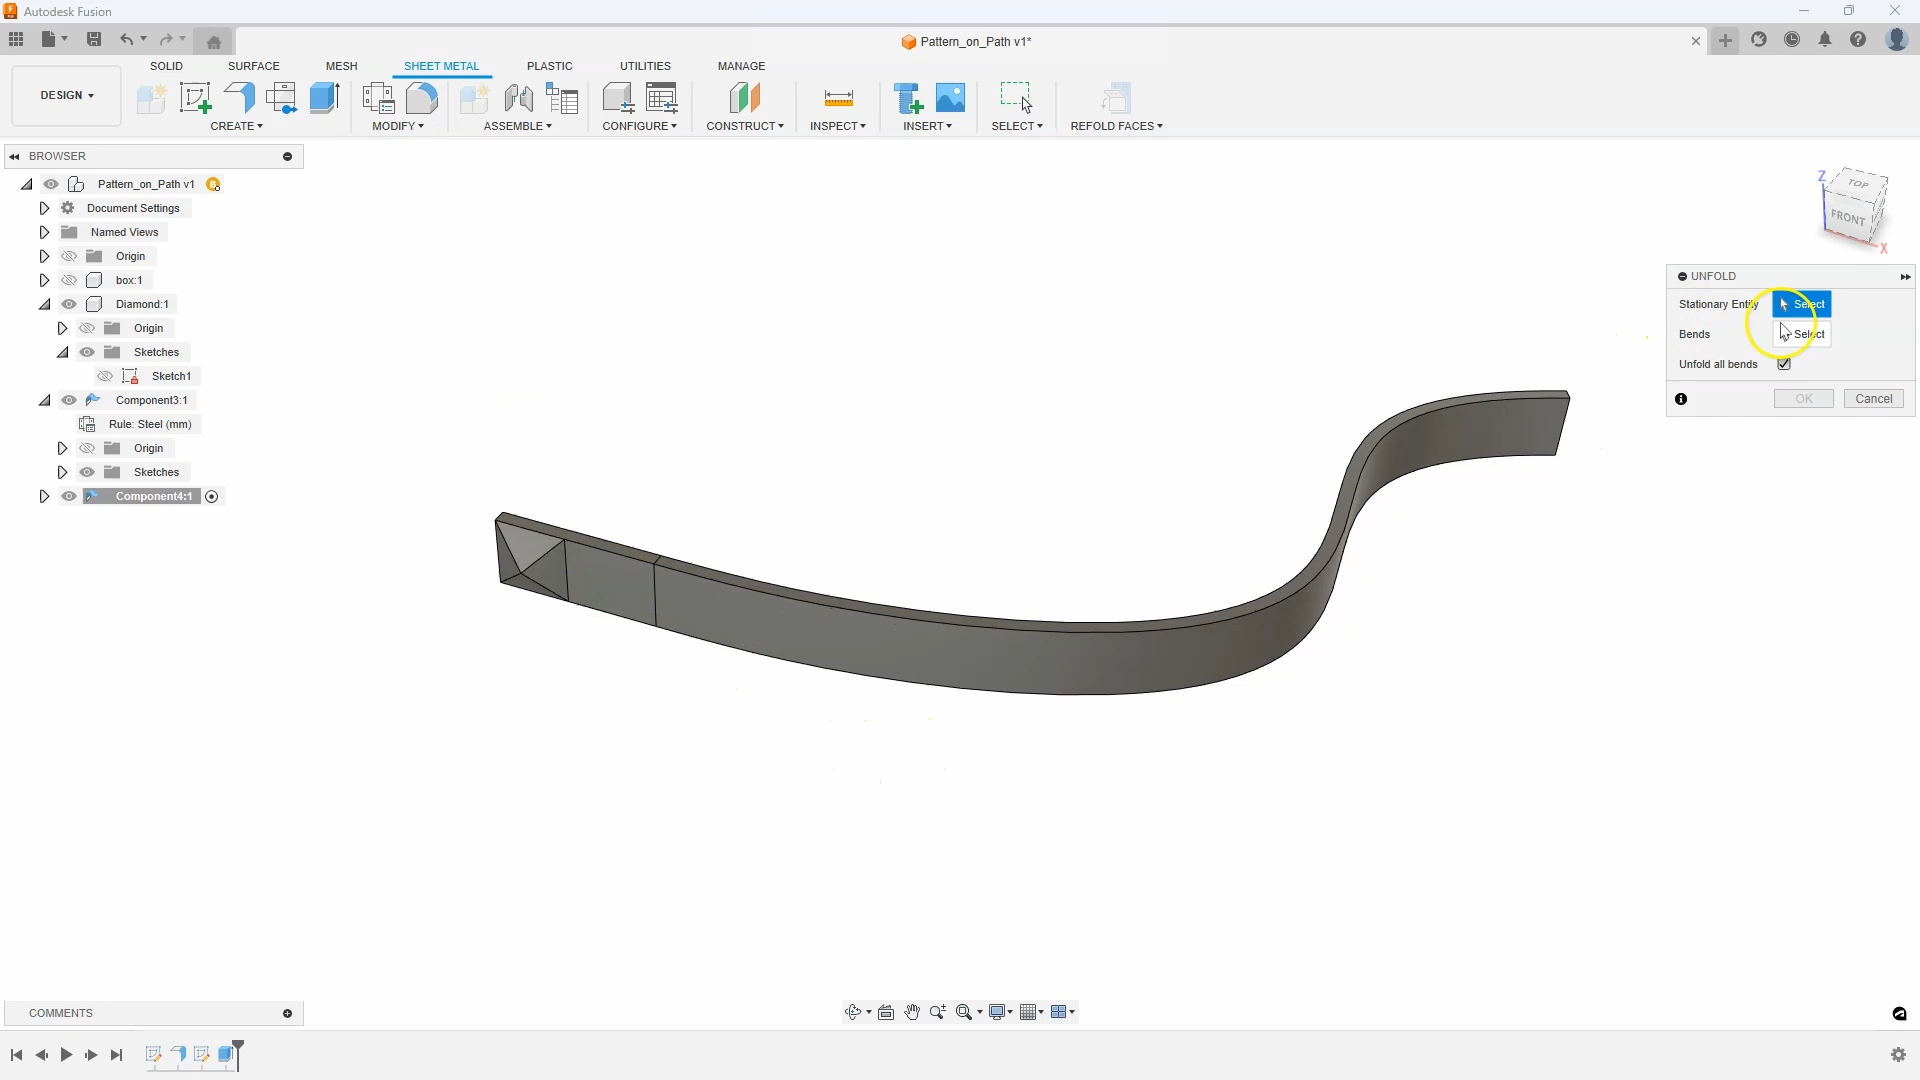 Autodesk Fusion
Pattern_on_Path v1*
DESIGN
SOLID
SURFACE
MESH
SHEET METAL
PLASTIC
UTILITIES
MANAGE
CREATE
MODIFY
ASSEMBLE
CONFIGURE
CONSTRUCT
INSPECT
INSERT
SELECT
REFOLD FACES
BROWSER
Pattern_on_Path v1
Document Settings
Named Views
Origin
box:1
Diamond:1
Origin
Sketches
Sketch1
Component3:1
Rule: Steel (mm)
Origin
Sketches
Component4:1
Z
TOP
FRONT
X
UNFOLD
Stationary Entity
Select
Bends
Select
Unfold all bends
OK
Cancel
COMMENTS